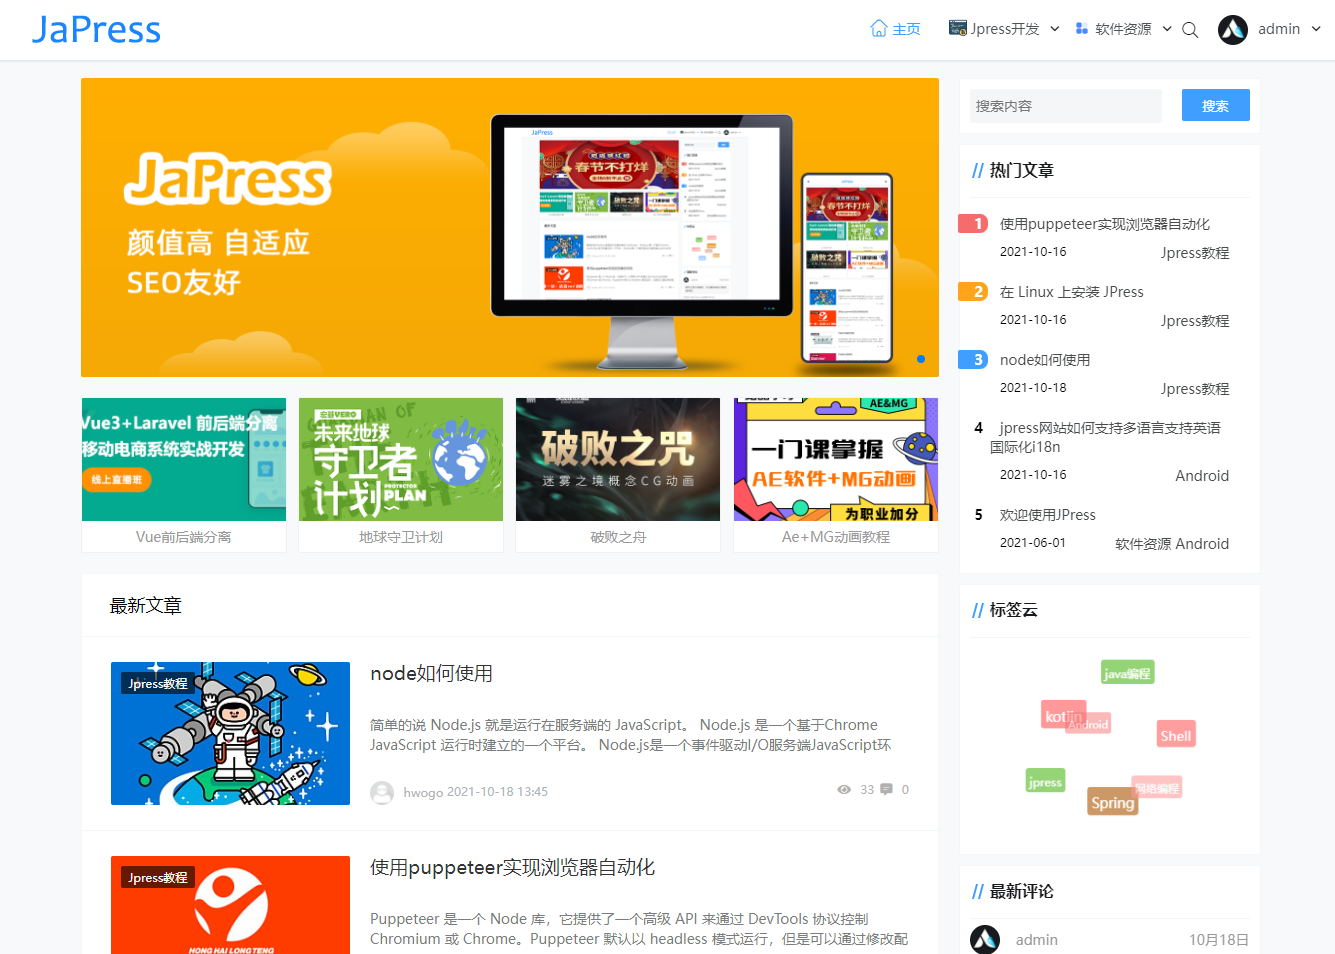 JaPress
主页
Jpress开发
软件资源
admin
JaPress
颜值高 自适应
SEO友好
搜索内容
搜索
// 热门文章
1 使用puppeteer实现浏览器自动化
2021-10-16 Jpress教程
2 在 Linux 上安装 JPress
2021-10-16 Jpress教程
3 node如何使用
2021-10-18 Jpress教程
4 jpress网站如何支持多语言支持英语
国际化i18n
2021-10-16 Android
5 欢迎使用JPress
2021-06-01 软件资源 Android
Vue3+Laravel 前后端分离
移动电商系统实战开发
线上直播班
Vue前后端分离
宏碁VERO
未来地球
守卫者
计划
PROTECTOR
PLAN
地球守卫计划
破败之咒
迷雾之境概念CG动画
破败之舟
AE&MG
一门课掌握
AE软件+MG动画
为职业加分
Ae+MG动画教程
最新文章
Jpress教程
node如何使用
简单的说 Node.js 就是运行在服务端的 JavaScript。 Node.js 是一个基于Chrome
JavaScript 运行时建立的一个平台。 Node.js是一个事件驱动I/O服务端JavaScript环
hwogo 2021-10-18 13:45
33
0
Jpress教程
HONG HAI LONG TENG
使用puppeteer实现浏览器自动化
Puppeteer 是一个 Node 库，它提供了一个高级 API 来通过 DevTools 协议控制
Chromium 或 Chrome。Puppeteer 默认以 headless 模式运行，但是可以通过修改配
// 标签云
java编程
kotlin
Android
Shell
jpress
网络编程
Spring
// 最新评论
admin 10月18日